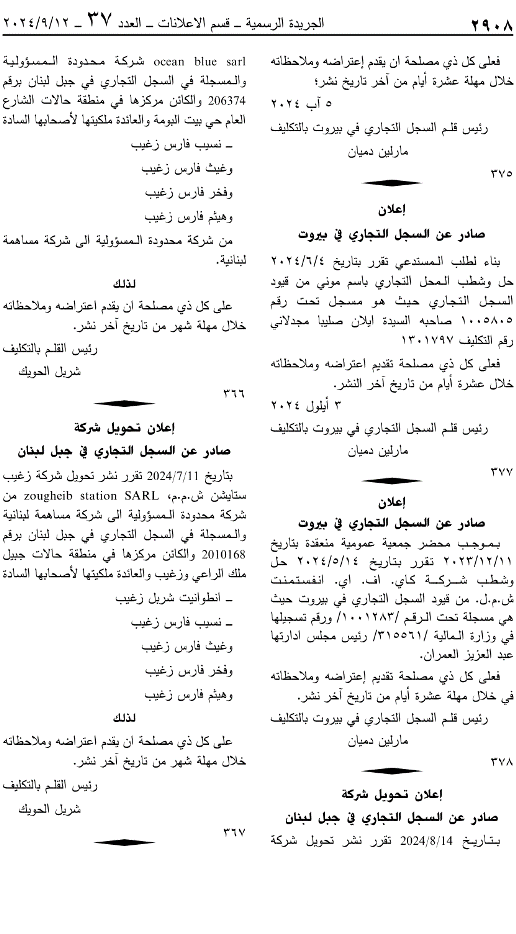 ٢٩٠٨
الجريدة الرسمية – قسم الاعلانات – العدد ٣٧ – ٢٠٢٤/٩/١٢
فعلى كل ذي مصلحة ان يقدم إعتراضه وملاحظاته
خلال مهلة عشرة أيام من آخر تاريخ نشر؛
٥ آب ٢٠٢٤
رئيس قلم السجل التجاري في بيروت بالتكليف
مارلين دميان
٣٧٥
إعلان
صادر عن السجل التجاري في بيروت
بناء لطلب المستدعي تقرر بتاريخ ٢٠٢٤/٦/٤
حل وشطب المحل التجاري باسم موني من قيود
السجل التجاري حيث هو مسجل تحت رقم
١٠٠٥٨٠٥ صاحبه السيدة ايلان صليبا مجدلاني
رقم التكليف ١٣٠١٧٩٧
فعلى كل ذي مصلحة تقديم اعتراضه وملاحظاته
خلال عشرة أيام من تاريخ آخر النشر.
٣ أيلول ٢٠٢٤
رئيس قلم السجل التجاري في بيروت بالتكليف
مارلين دميان
٣٧٧
إعلان
صادر عن السجل التجاري في بيروت
بموجب محضر جمعية عمومية منعقدة بتاريخ
٢٠٢٣/١٢/١١ تقرر بتاريخ ٢٠٢٤/٥/١٤ حل
وشطب شركة كاي. اف. اي. انفستمنت
ش.م.ل. من قيود السجل التجاري في بيروت حيث
هي مسجلة تحت الرقم /١٠٠١٢٨٣/ ورقم تسجيلها
في وزارة المالية /٣١٥٥٦١/ رئيس مجلس ادارتها
عبد العزيز العمران.
فعلى كل ذي مصلحة تقديم إعتراضه وملاحظاته
في خلال مهلة عشرة أيام من تاريخ آخر نشر.
رئيس قلم السجل التجاري في بيروت بالتكليف
مارلين دميان
٣٧٨
إعلان تحويل شركة
صادر عن السجل التجاري في جبل لبنان
بتاريخ 2024/8/14 تقرر نشر تحويل شركة
ocean blue sarl شركة محدودة المسؤولية
والمسجلة في السجل التجاري في جبل لبنان برقم
206374 والكائن مركزها في منطقة حالات الشارع
العام حي بيت البومة والعائدة ملكيتها لأصحابها السادة
– نسيب فارس زغيب
وغيث فارس زغيب
وفخر فارس زغيب
وهيثم فارس زغيب
من شركة محدودة المسؤولية الى شركة مساهمة
لبنانية.
لذلك
على كل ذي مصلحة ان يقدم اعتراضه وملاحظاته
خلال مهلة شهر من تاريخ آخر نشر.
رئيس القلم بالتكليف
شربل الحويك
٣٦٦
إعلان تحويل شركة
صادر عن السجل التجاري في جبل لبنان
بتاريخ 2024/7/11 تقرر نشر تحويل شركة زغيب
ستايشن ش.م.م، zougheib station SARL من
شركة محدودة المسؤولية الى شركة مساهمة لبنانية
والمسجلة في السجل التجاري في جبل لبنان برقم
2010168 والكائن مركزها في منطقة حالات جبيل
ملك الراعي وزغيب والعائدة ملكيتها لأصحابها السادة
– انطوانيت شربل زغيب
– نسيب فارس زغيب
وغيث فارس زغيب
وفخر فارس زغيب
وهيثم فارس زغيب
لذلك
على كل ذي مصلحة ان يقدم اعتراضه وملاحظاته
خلال مهلة شهر من تاريخ آخر نشر.
رئيس القلم بالتكليف
شربل الحويك
٣٦٧